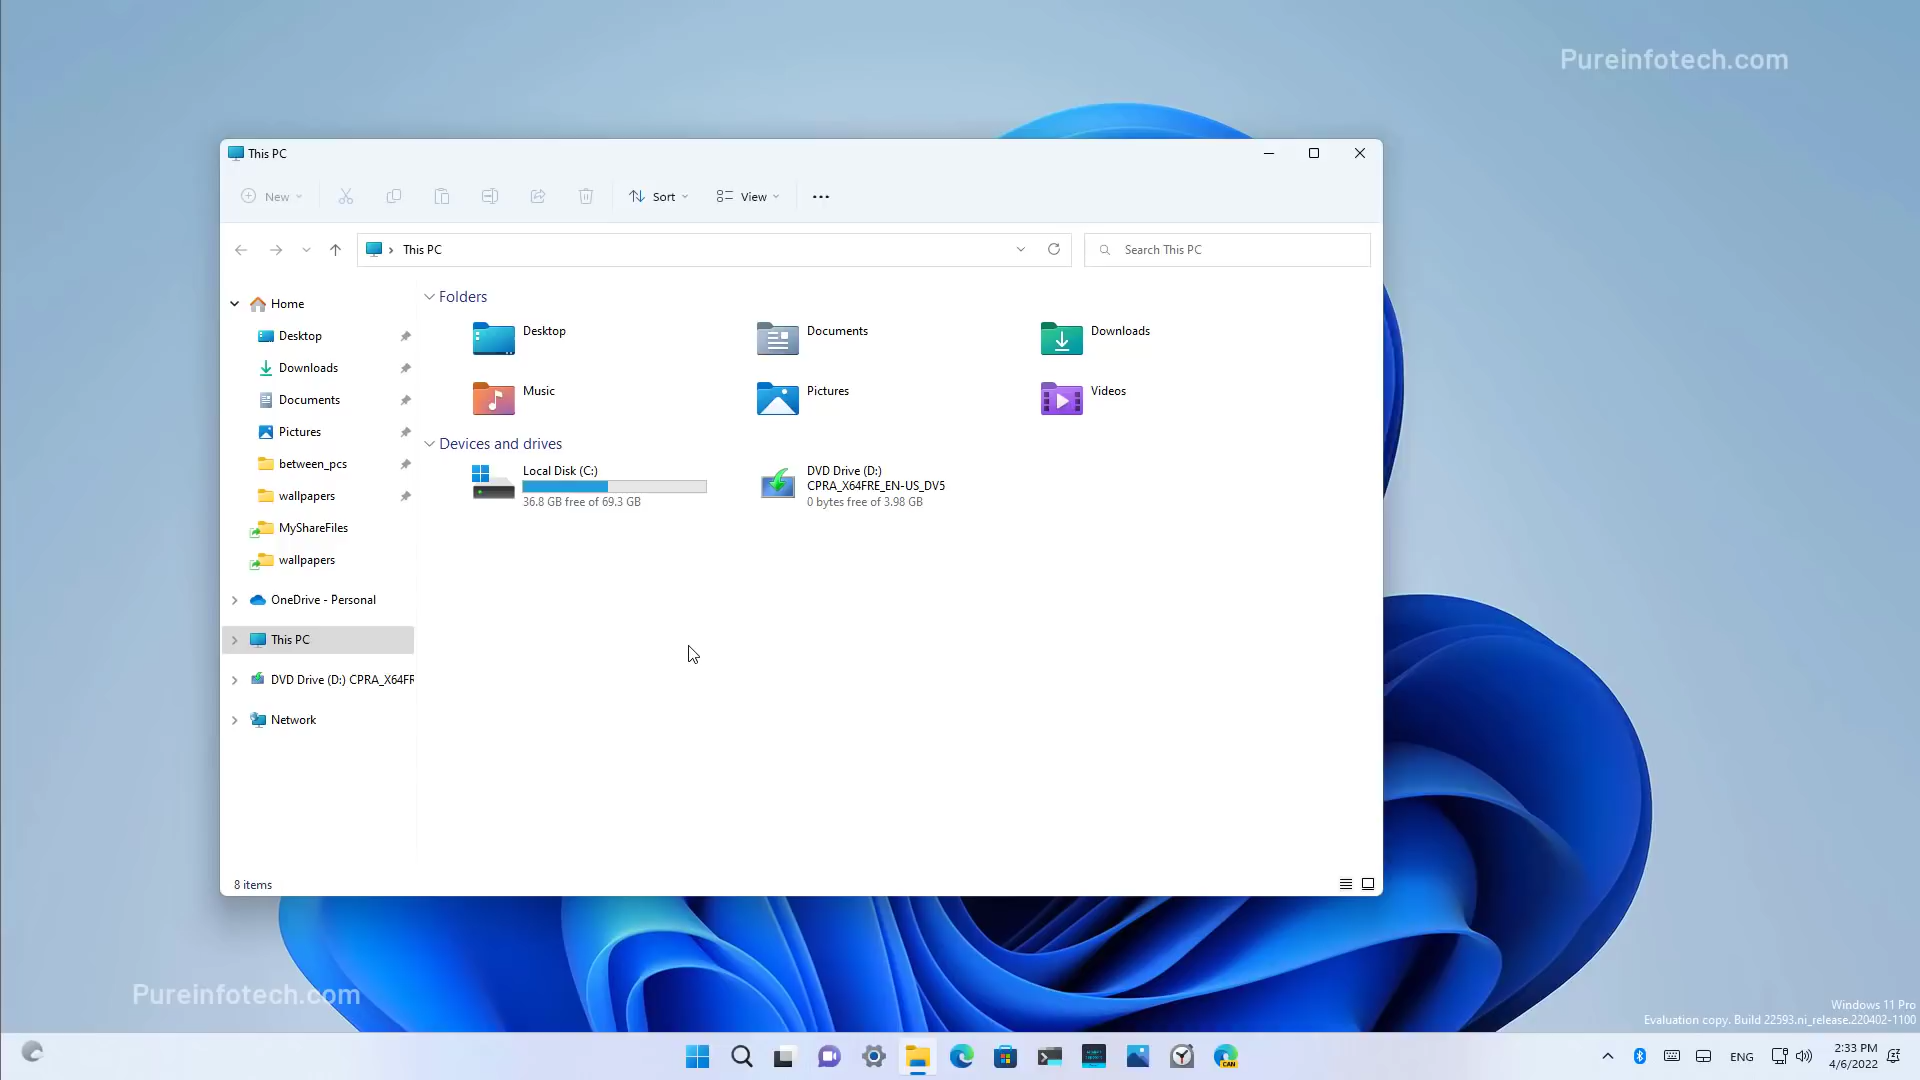 Pureinfotech.com
This PC
New
Sort
View
This PC
Search This PC
Home
Desktop
Downloads
Documents
Pictures
between_pcs
wallpapers
MyShareFiles
wallpapers
OneDrive - Personal
This PC
DVD Drive (D:) CPRA_X64FR
Network
Folders
Desktop
Documents
Downloads
Music
Pictures
Videos
Devices and drives
Local Disk (C:)
36.8 GB free of 69.3 GB
DVD Drive (D:)
CPRA_X64FRE_EN-US_DV5
0 bytes free of 3.98 GB
8 items
Pureinfotech.com
Windows 11 Pro
Evaluation copy. Build 22593.ni_release.220402-1100
CAN
ENG
2:33 PM
4/6/2022